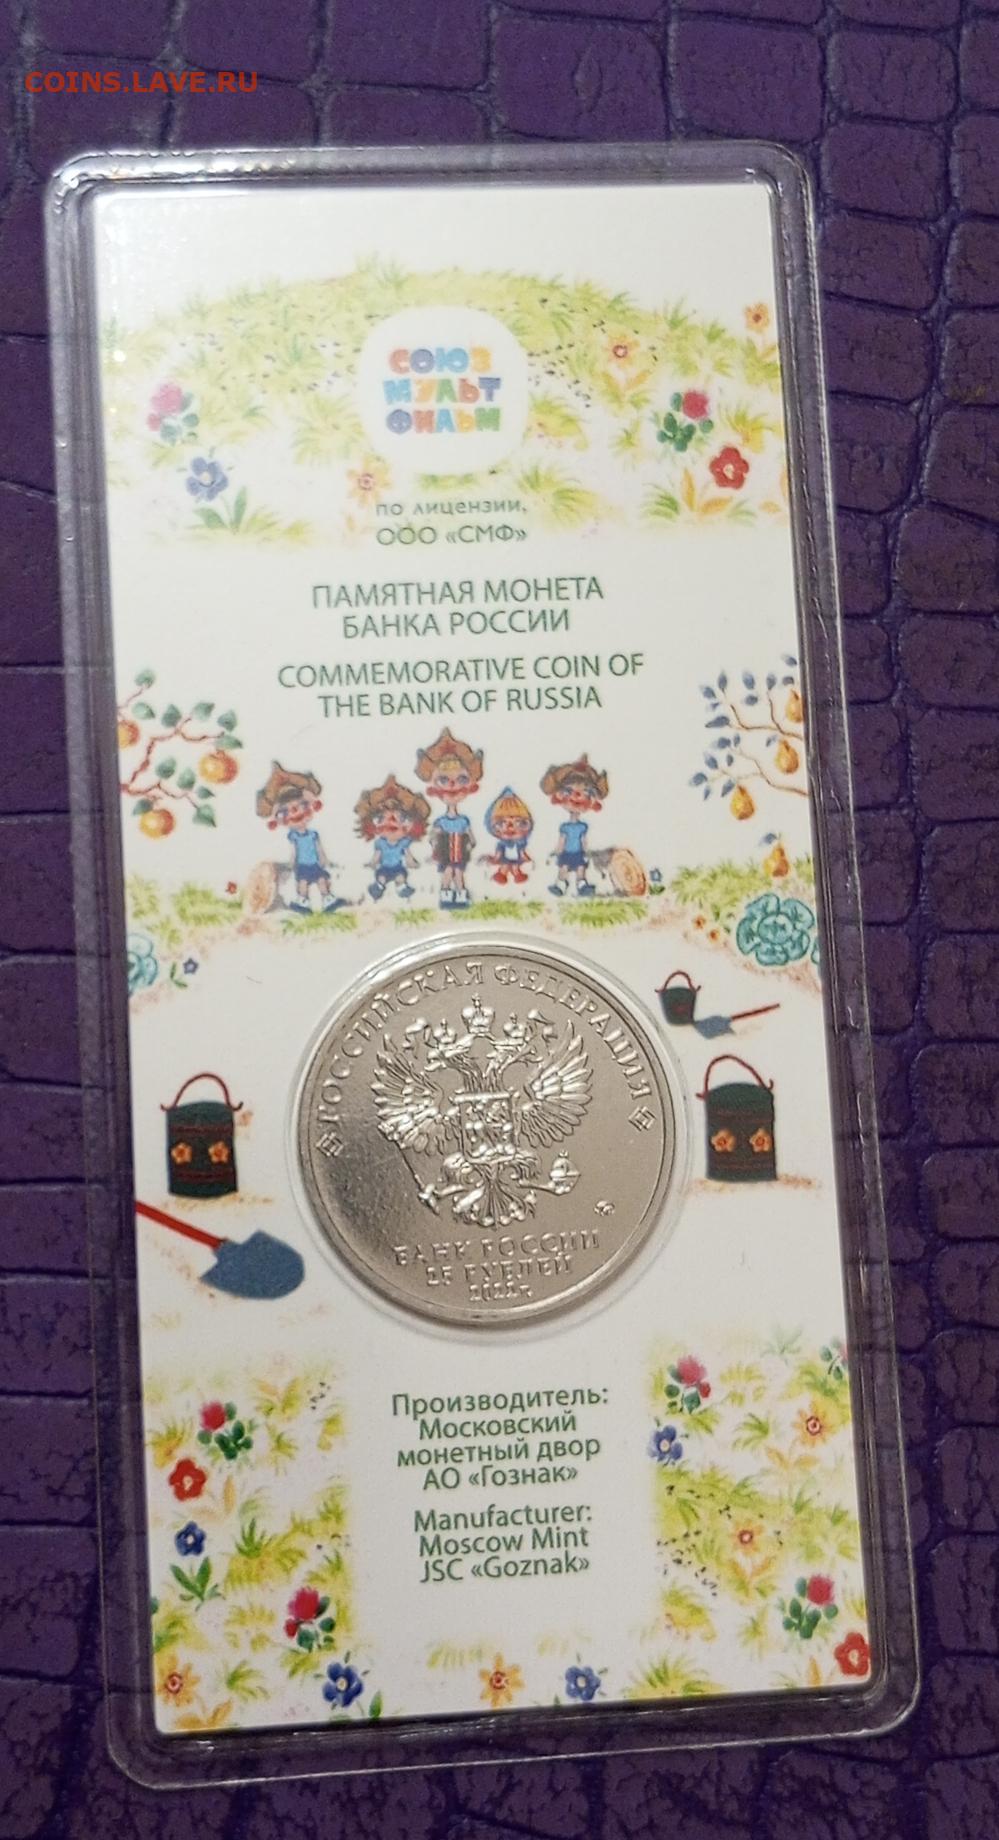 COINS.LAVE.RU
СОЮЗ
МУЛЬТ
ФИЛЬМ
по лицензии,
ООО «СМФ»
ПАМЯТНАЯ МОНЕТА
БАНКА РОССИИ
COMMEMORATIVE COIN OF
THE BANK OF RUSSIA
РОССИЙСКАЯ ФЕДЕРАЦИЯ
БАНК РОССИИ
25 РУБЛЕЙ
2022 г.
Производитель:
Московский
монетный двор
АО «Гознак»
Manufacturer:
Moscow Mint
JSC «Goznak»